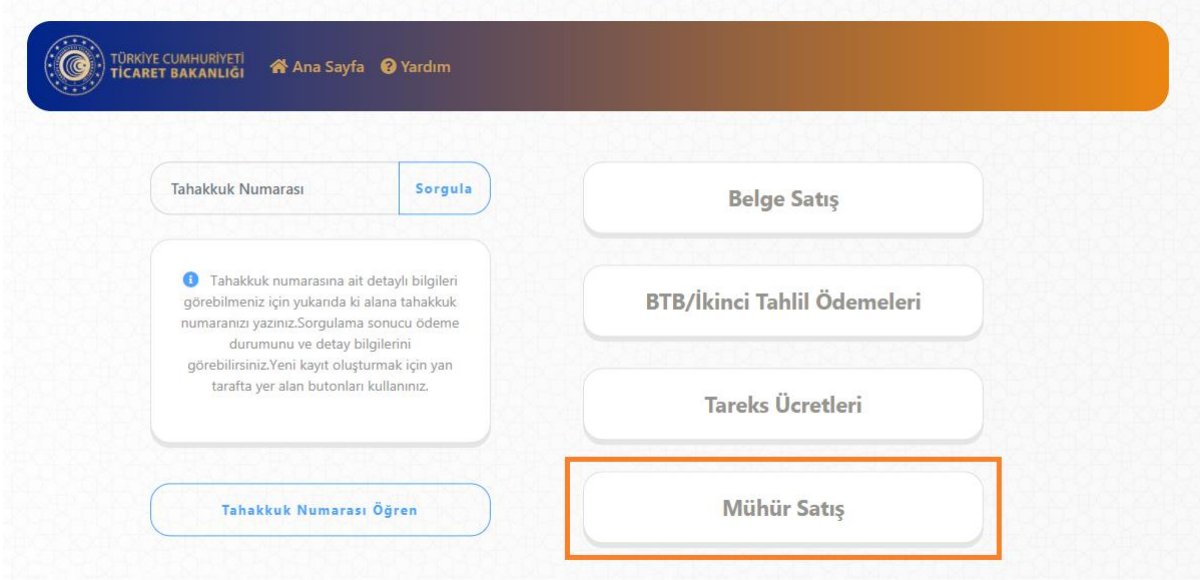 TÜRKİYE CUMHURİYETİ
TİCARET BAKANLIĞI
Ana Sayfa
Yardım
Tahakkuk Numarası
Sorgula
Tahakkuk numarasına ait detaylı bilgileri
görebilmeniz için yukarıda ki alana tahakkuk
numaranızı yazınız.Sorgulama sonucu ödeme
durumunu ve detay bilgilerini
görebilirsiniz.Yeni kayıt oluşturmak için yan
tarafta yer alan butonları kullanınız.
Tahakkuk Numarası Öğren
Belge Satış
BTB/İkinci Tahlil Ödemeleri
Tareks Ücretleri
Mühür Satış